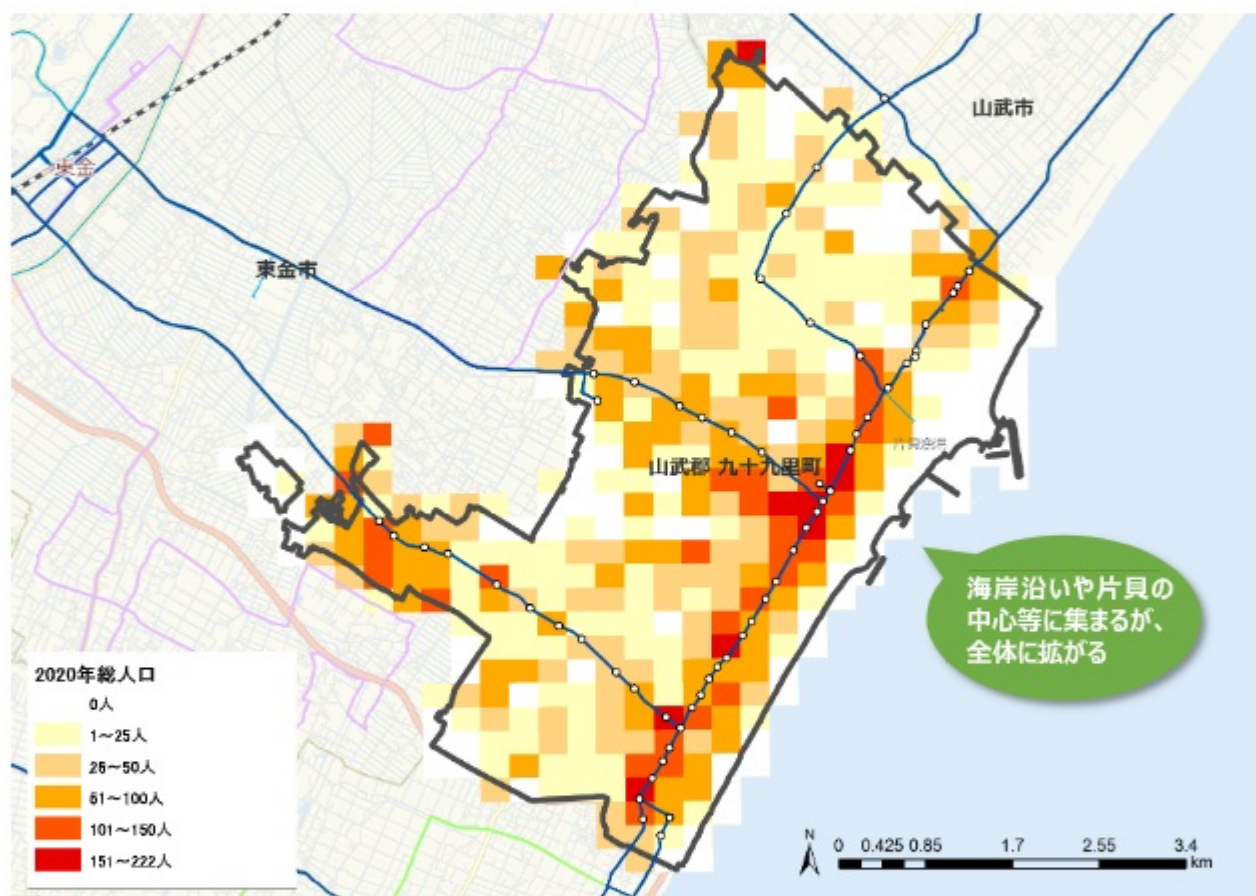 山武市
東金
東金市
山武郡 九十九里町
片貝漁港
海岸沿いや片貝の
中心等に集まるが、
全体に拡がる
2020年総人口
0人
1～25人
26～50人
51～100人
101～150人
151～222人
N
0 0.425 0.85 1.7 2.55 3.4
km